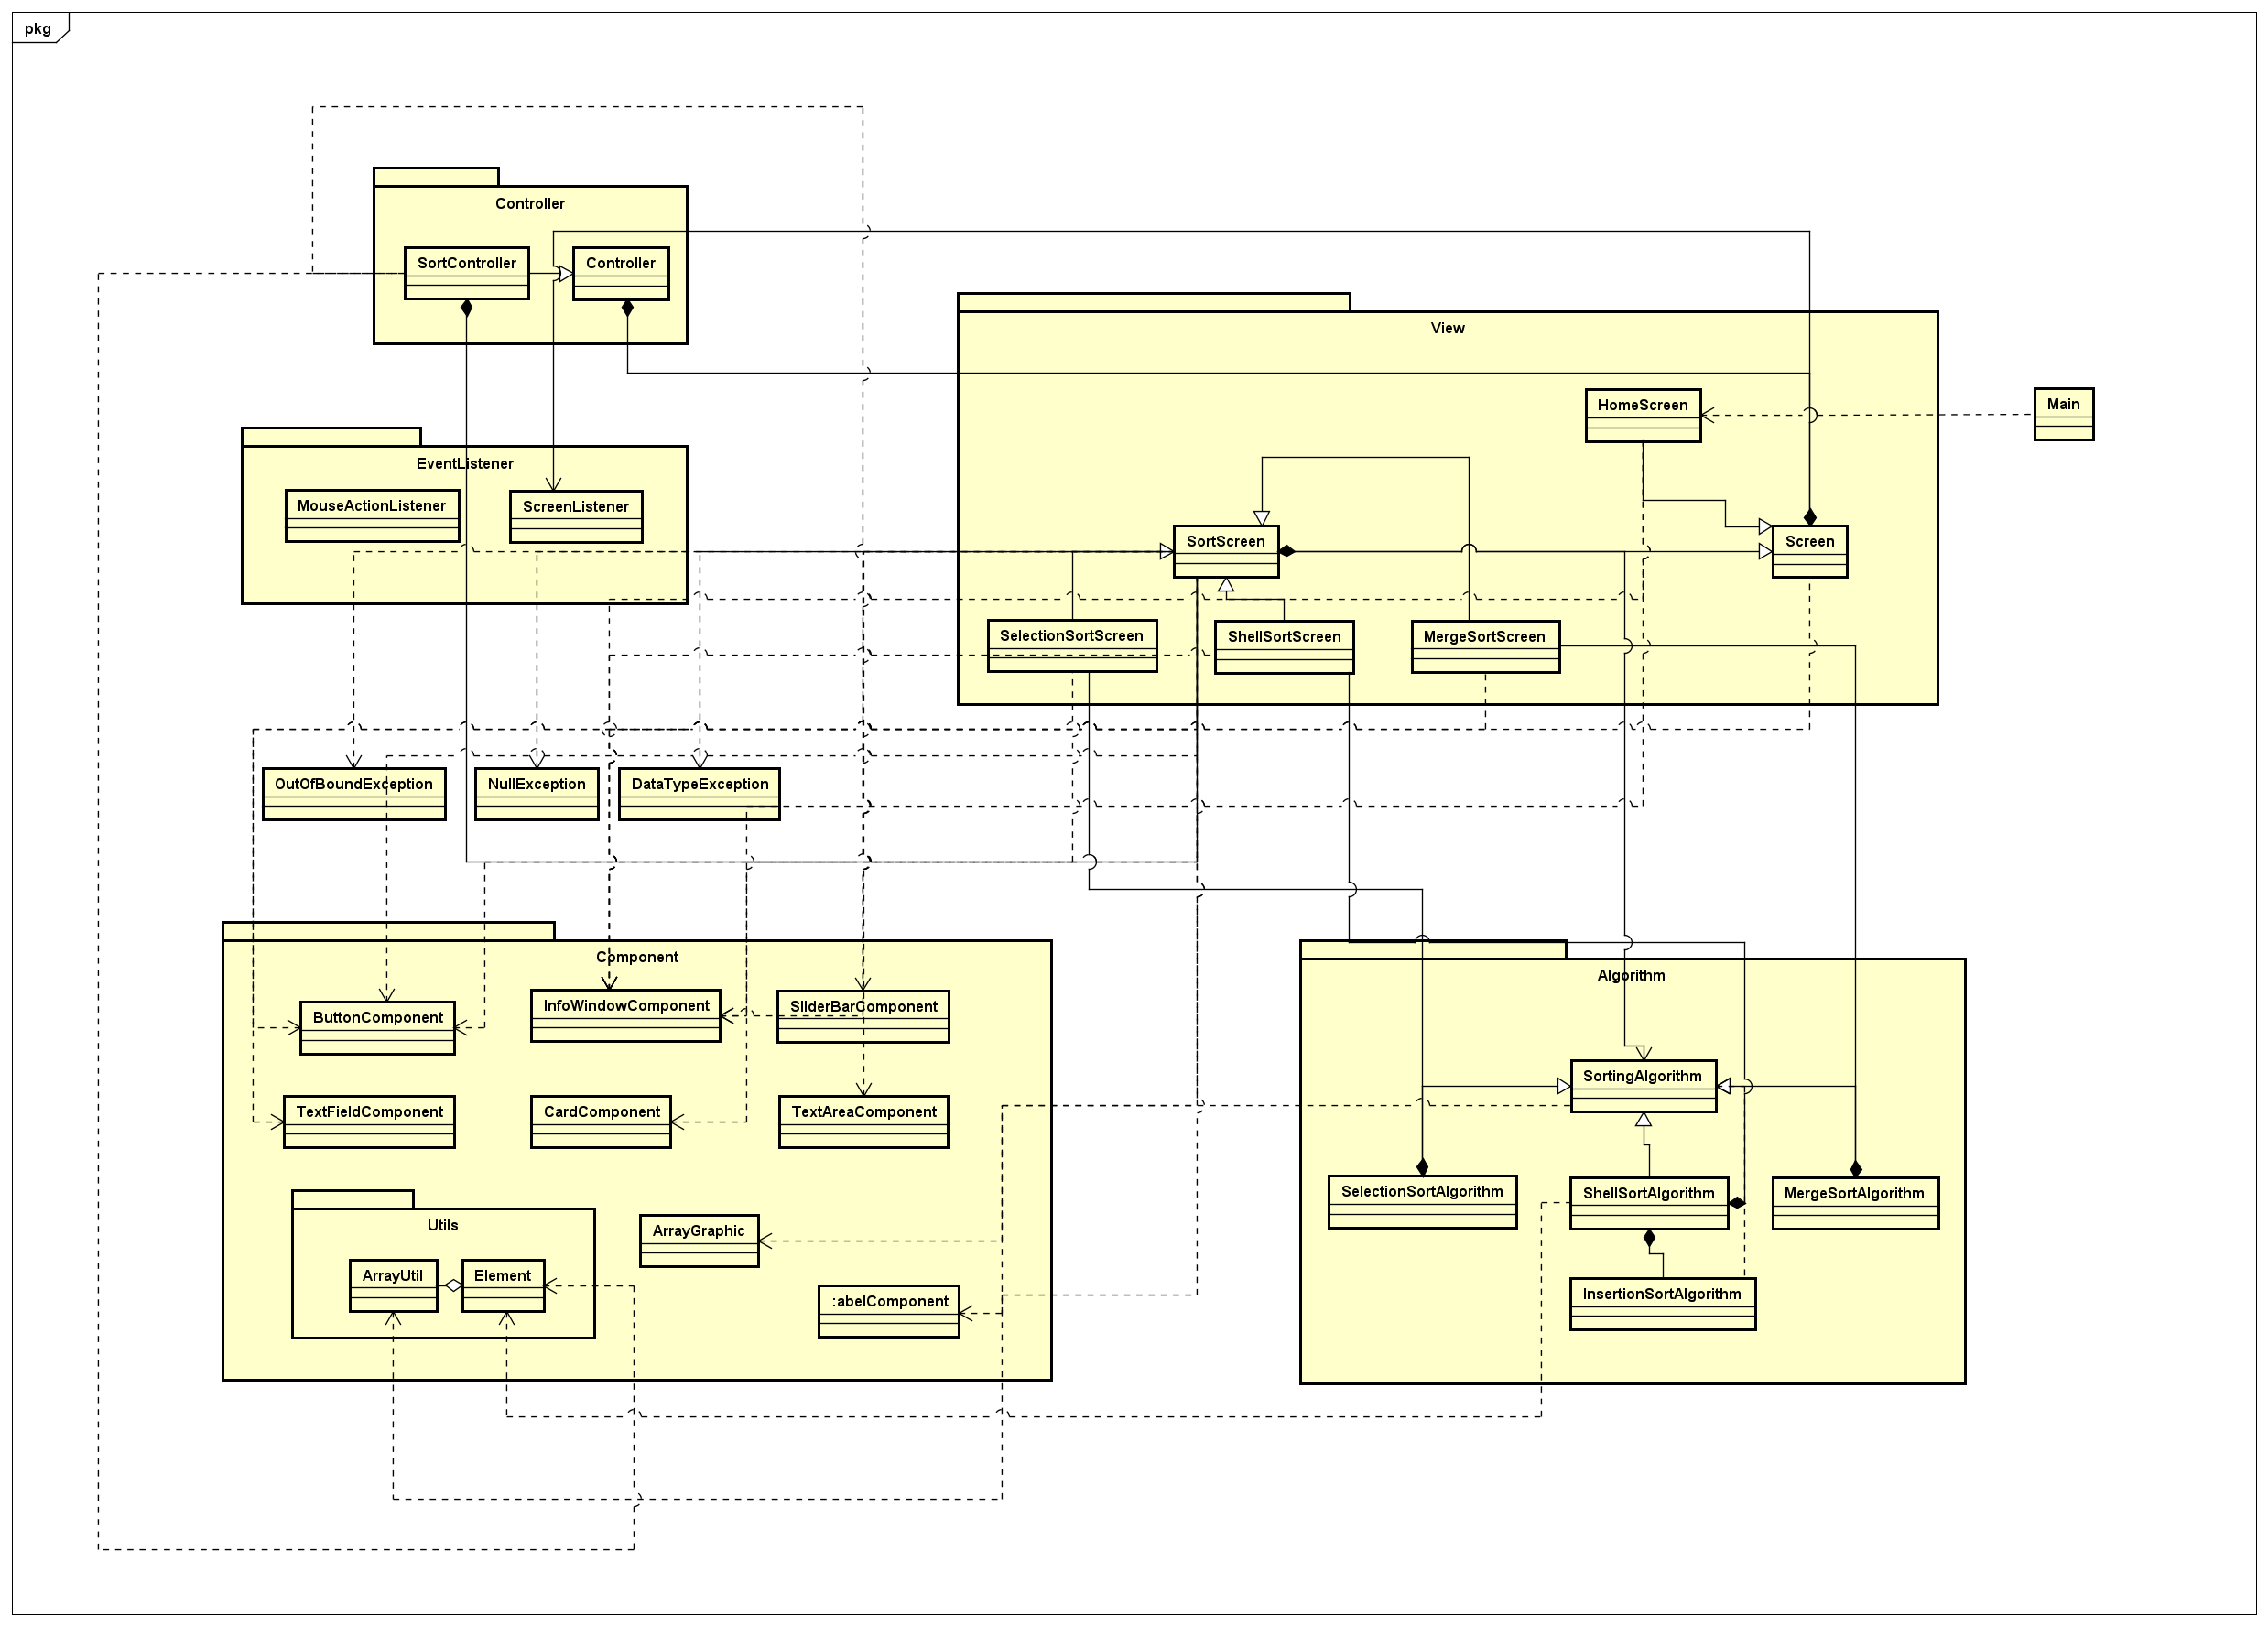 pkg
Controller
SortController
Controller
View
HomeScreen
Main
EventListener
MouseActionListener
ScreenListener
SortScreen
Screen
SelectionSortScreen
ShellSortScreen
MergeSortScreen
OutOfBoundException
NullException
DataTypeException
Component
Algorithm
ButtonComponent
InfoWindowComponent
SliderBarComponent
SortingAlgorithm
TextFieldComponent
CardComponent
TextAreaComponent
SelectionSortAlgorithm
ShellSortAlgorithm
MergeSortAlgorithm
Utils
ArrayGraphic
ArrayUtil
Element
:abelComponent
InsertionSortAlgorithm